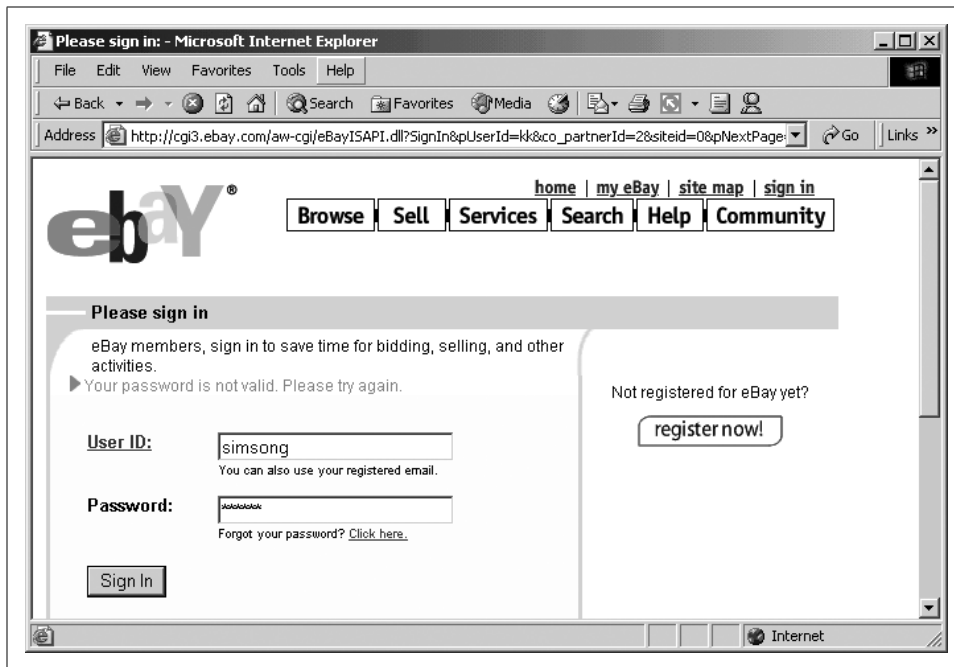 Please sign in: - Microsoft Internet Explorer
File Edit View Favorites Tools Help
Back Search Favorites Media
Address http://cgi3.ebay.com/aw-cgi/eBayISAPI.dll?SignIn&pUserId=kk&co_partnerId=2&siteid=0&pNextPage Go Links »
ebaY®
home | my eBay | site map | sign in
Browse Sell Services Search Help Community
Please sign in
eBay members, sign in to save time for bidding, selling, and other
activities.
Your password is not valid. Please try again.
Not registered for eBay yet?
register now!
User ID: simsong
You can also use your registered email.
Password: *******
Forgot your password? Click here.
Sign In
Internet